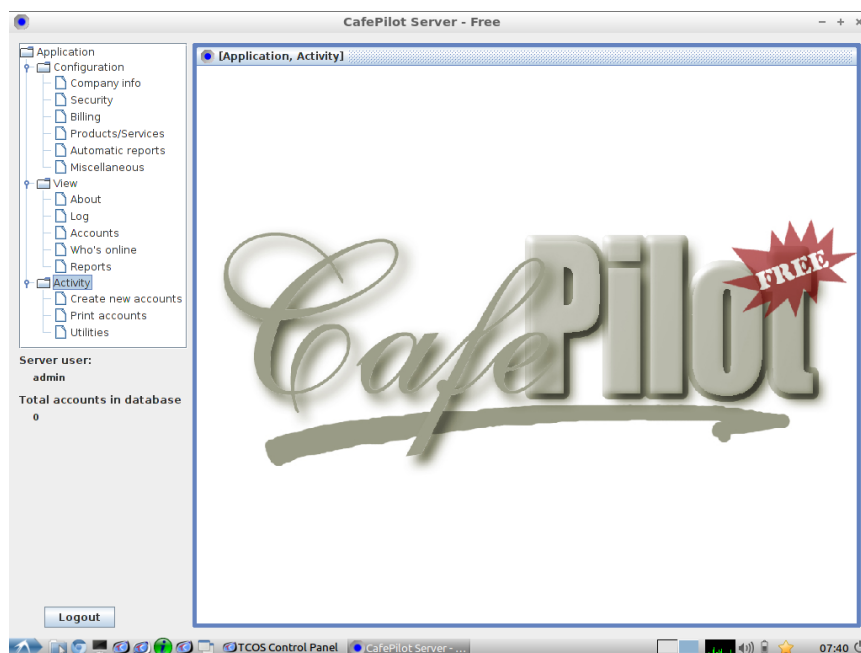 CafePilot Server - Free
Application
Configuration
Company info
Security
Billing
Products/Services
Automatic reports
Miscellaneous
View
About
Log
Accounts
Who's online
Reports
Activity
Create new accounts
Print accounts
Utilities
Server user:
admin
Total accounts in database
0
Logout
[Application, Activity]
CafePilot
FREE
TCOS Control Panel
CafePilot Server-...
07:40